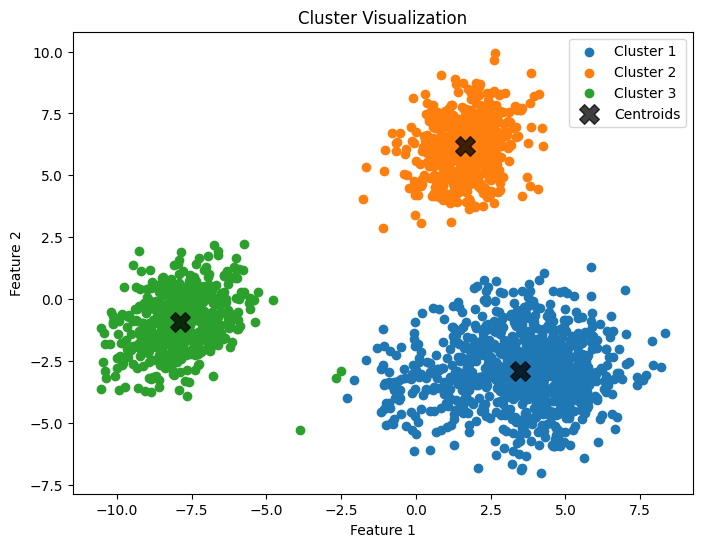 Cluster Visualization
Cluster 1
Cluster 2
Cluster 3
Centroids
10.0
7.5
5.0
2.5
0.0
−2.5
−5.0
−7.5
Feature 2
−10.0 −7.5 −5.0 −2.5 0.0 2.5 5.0 7.5
Feature 1